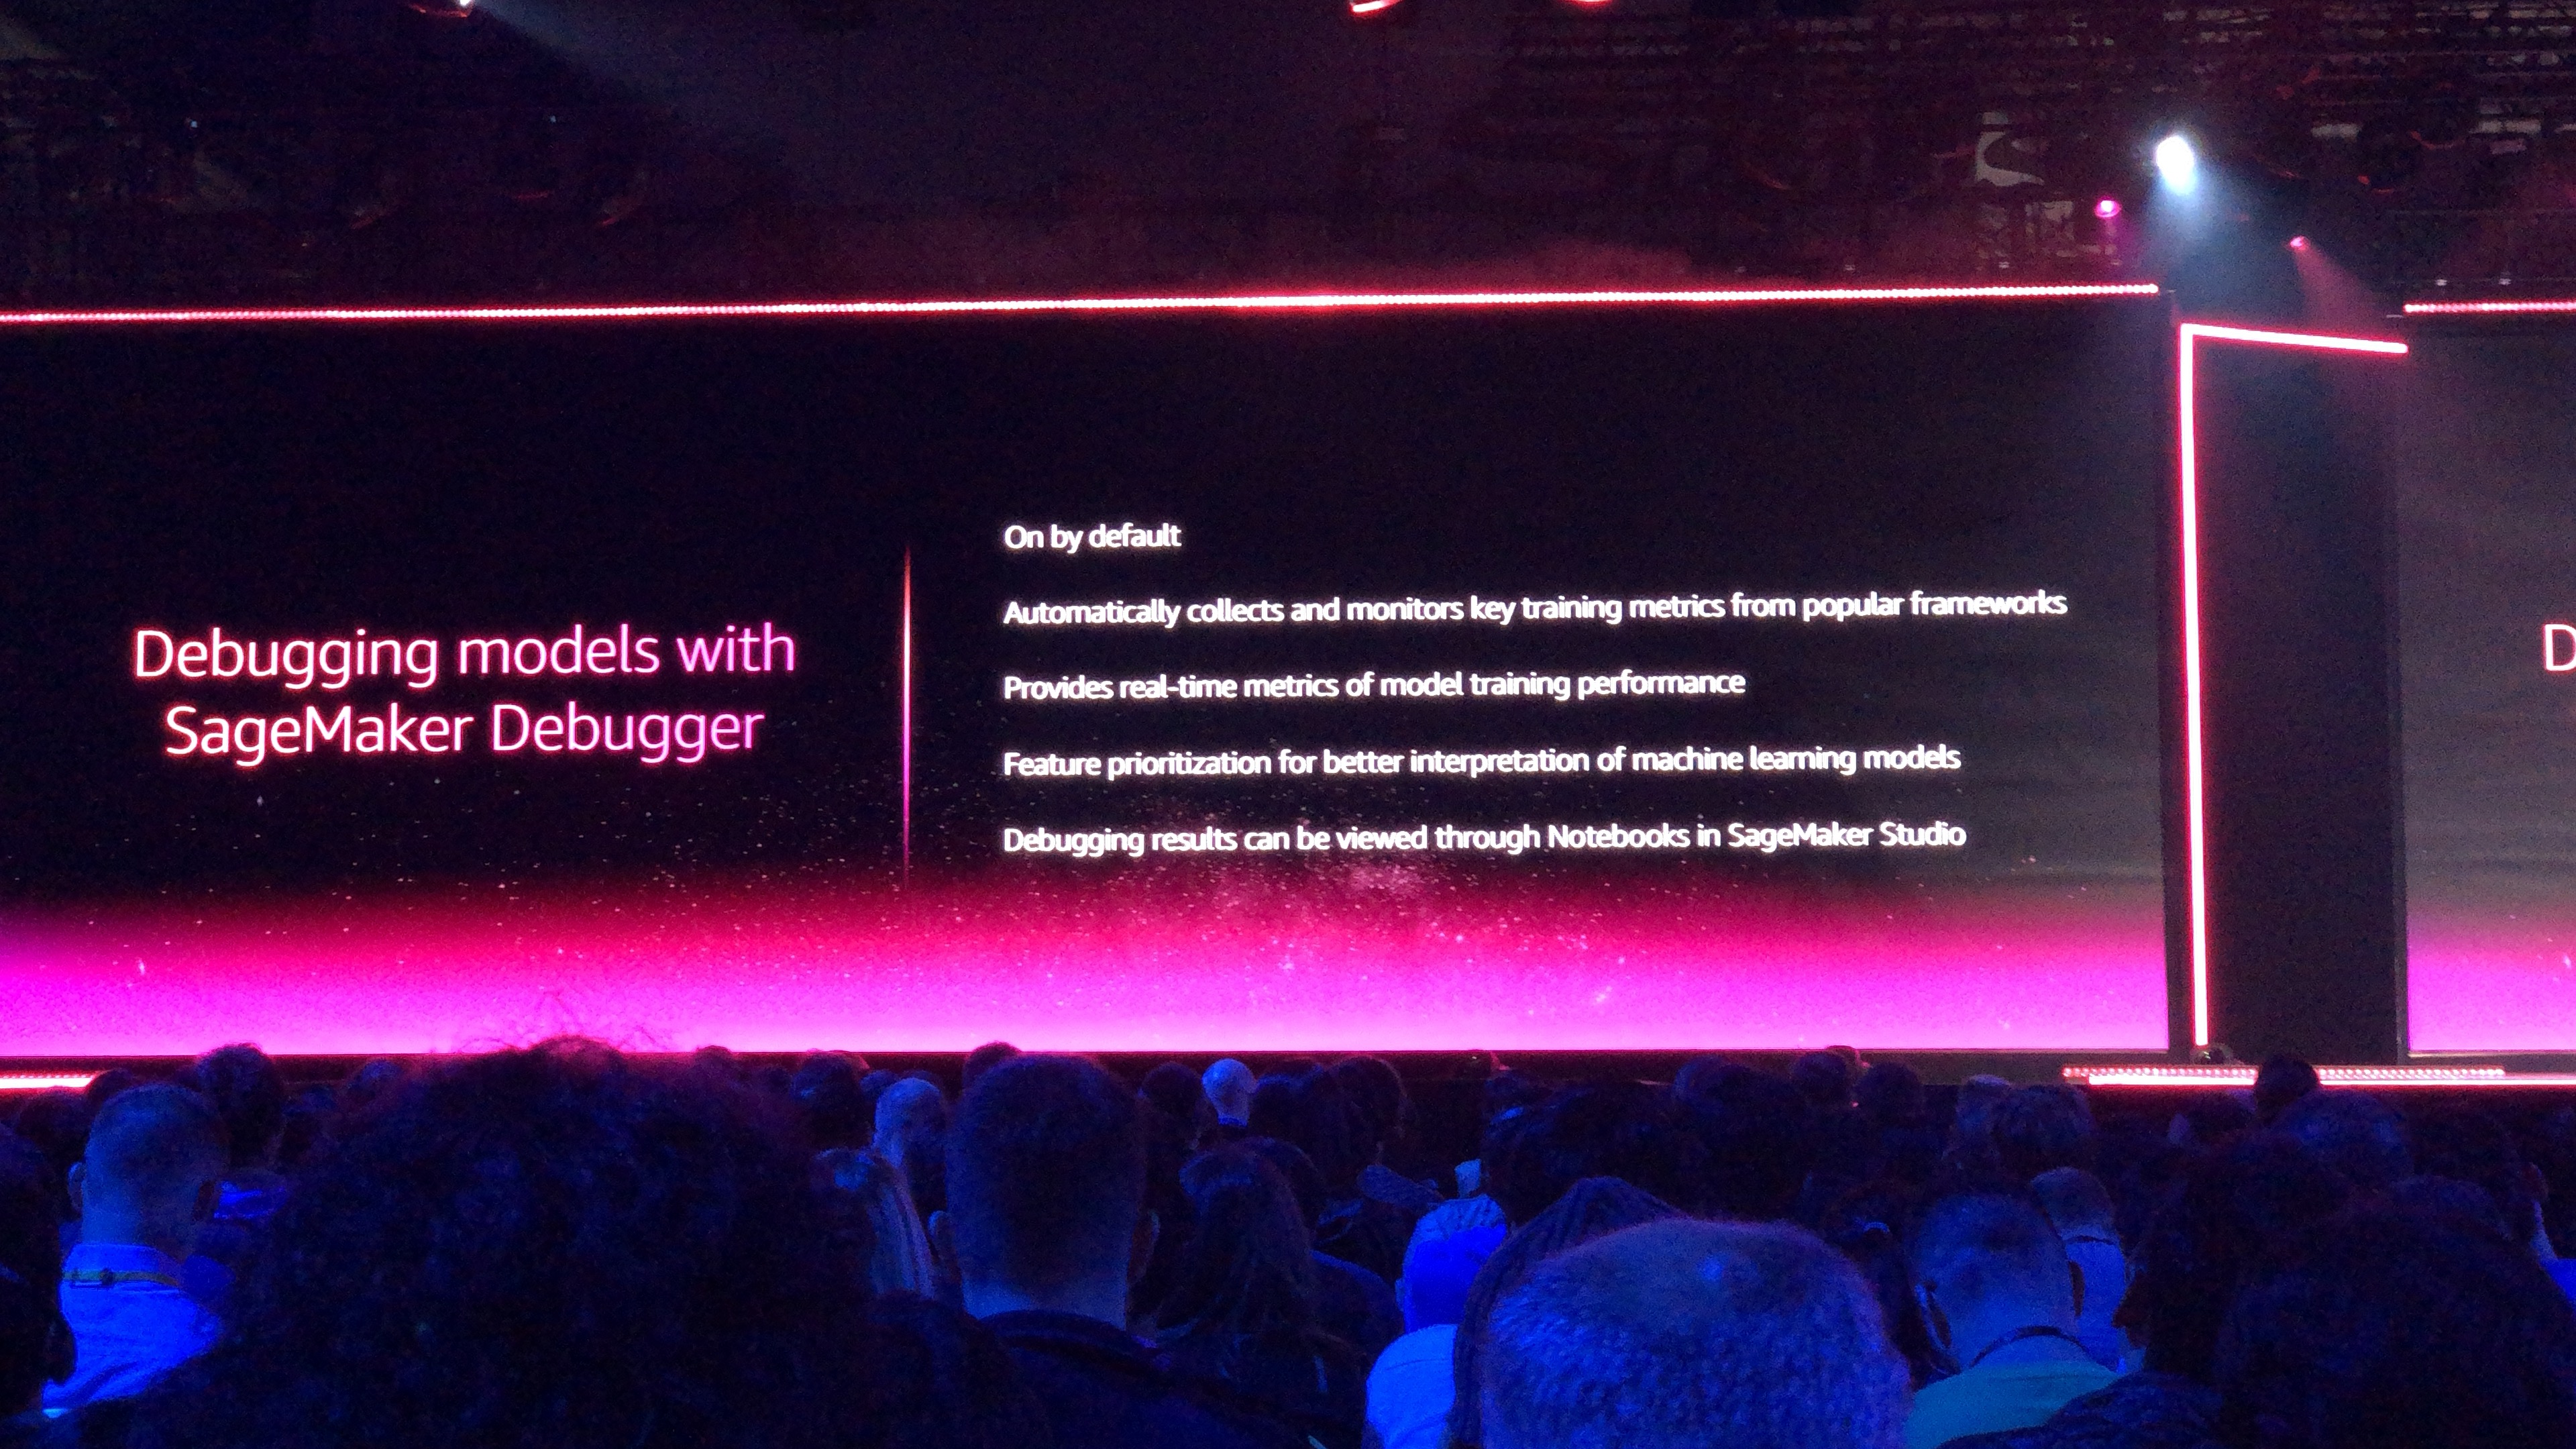 Debugging models with
SageMaker Debugger
On by default
Automatically collects and monitors key training metrics from popular frameworks
Provides real-time metrics of model training performance
Feature prioritization for better interpretation of machine learning models
Debugging results can be viewed through Notebooks in SageMaker Studio
D